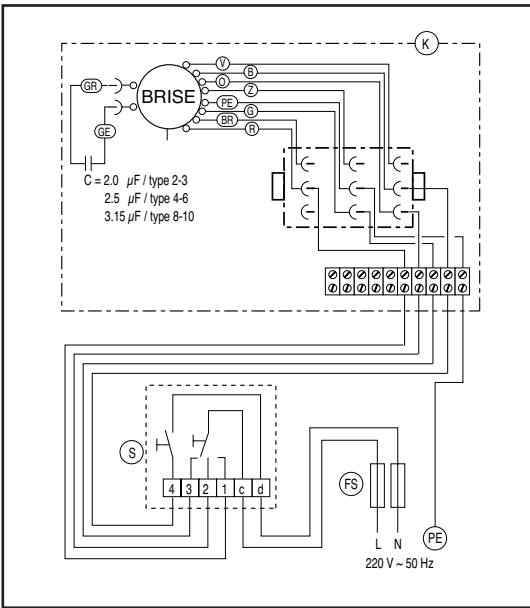 K
V
B
O
Z
PE
G
BR
R
GR
GE
BRISE
C = 2.0 µF / type 2-3
2.5 µF / type 4-6
3.15 µF / type 8-10
S
4 3 2 1 c d
FS
L N
PE
220 V ~ 50 Hz